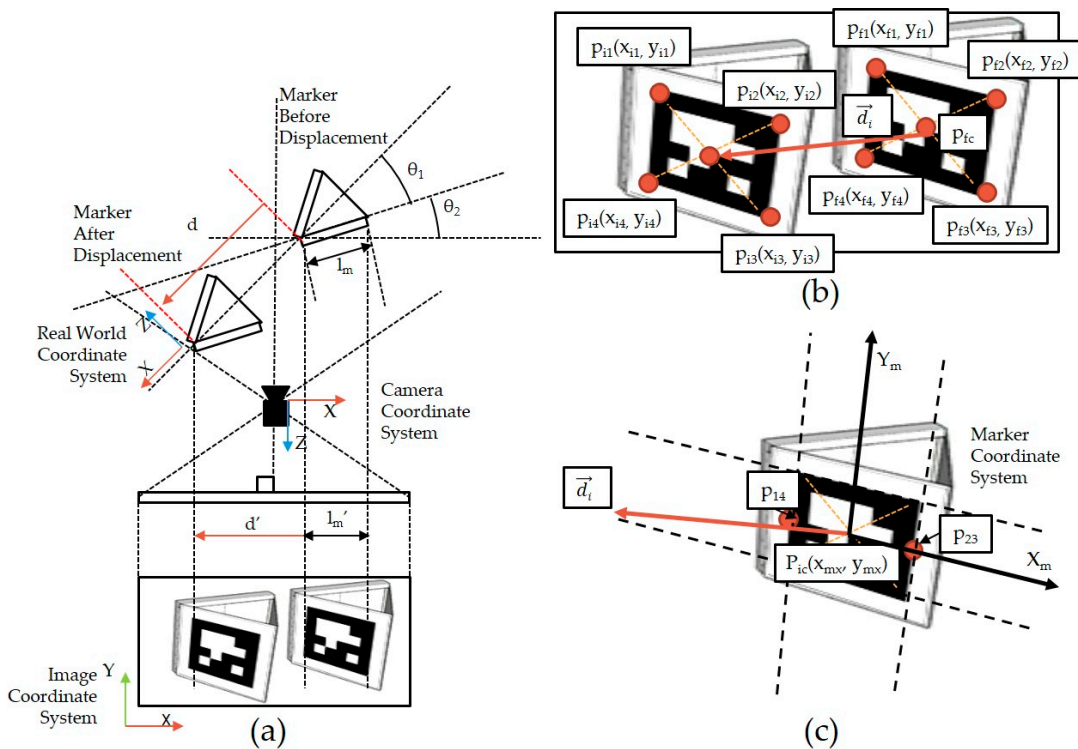 Marker
Before
Displacement
θ1
θ2
Marker
After
Displacement
d
lm
Real World
Coordinate
System
Z
X
Camera
Coordinate
System
X
Z
d′
lm′
Image
Coordinate
System
Y
X
(a)
pi1(xi1, yi1)
pf1(xf1, yf1)
pf2(xf2, yf2)
pi2(xi2, yi2)
di
pfc
pi4(xi4, yi4)
pf4(xf4, yf4)
pf3(xf3, yf3)
pi3(xi3, yi3)
(b)
Ym
Marker
Coordinate
System
di
p14
p23
Pic(xmx, ymx)
Xm
(c)